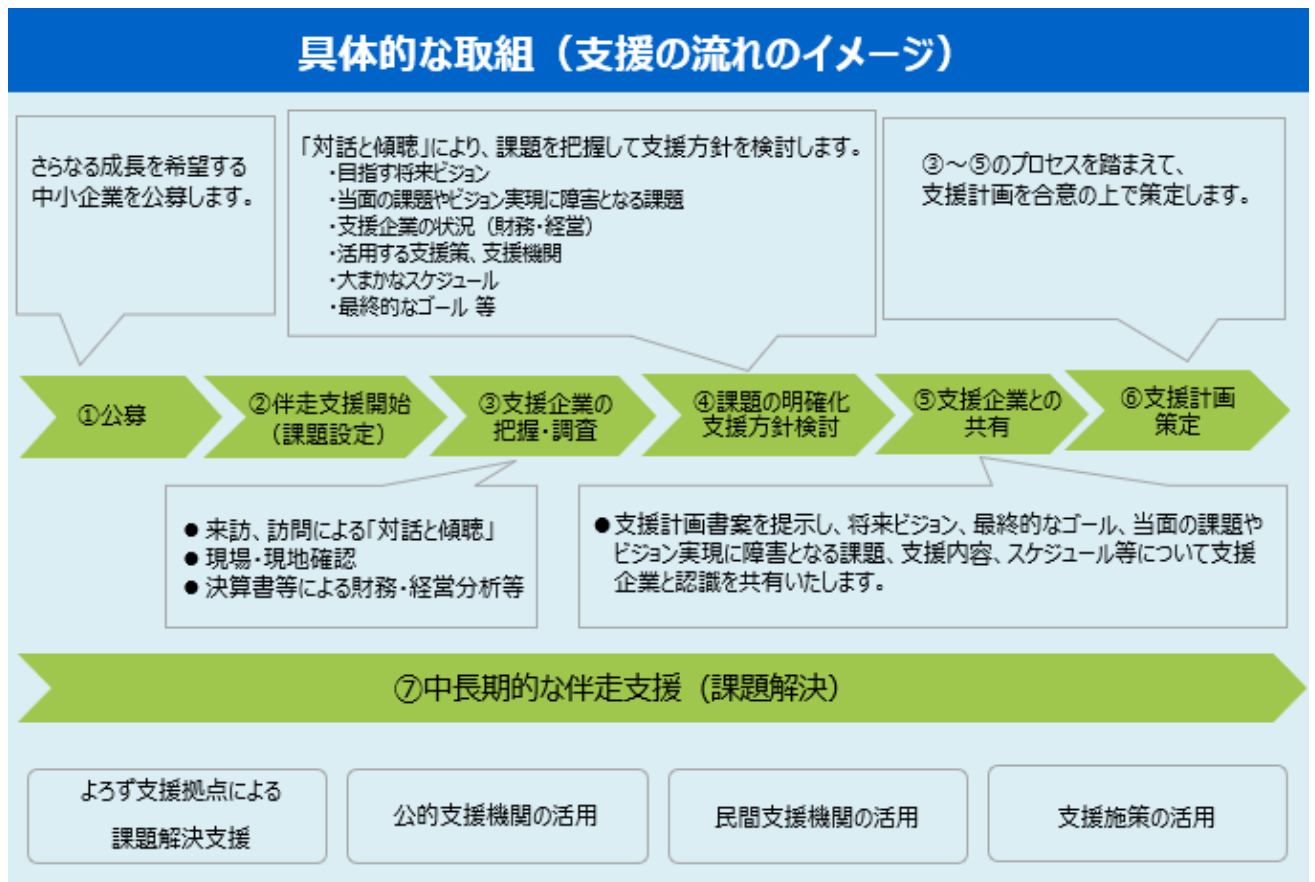 具体的な取組（支援の流れのイメージ）
さらなる成長を希望する
中小企業を公募します。
「対話と傾聴」により、課題を把握して支援方針を検討します。
・目指す将来ビジョン
・当面の課題やビジョン実現に障害となる課題
・支援企業の状況（財務・経営）
・活用する支援策、支援機関
・大まかなスケジュール
・最終的なゴール 等
③～⑤のプロセスを踏まえて、
支援計画を合意の上で策定します。
①公募
②伴走支援開始
（課題設定）
③支援企業の
把握・調査
④課題の明確化
支援方針検討
⑤支援企業との
共有
⑥支援計画
策定
● 来訪、訪問による「対話と傾聴」
● 現場・現地確認
● 決算書等による財務・経営分析等
● 支援計画書案を提示し、将来ビジョン、最終的なゴール、当面の課題や
ビジョン実現に障害となる課題、支援内容、スケジュール等について支援
企業と認識を共有いたします。
⑦中長期的な伴走支援（課題解決）
よろず支援拠点による
課題解決支援
公的支援機関の活用
民間支援機関の活用
支援施策の活用